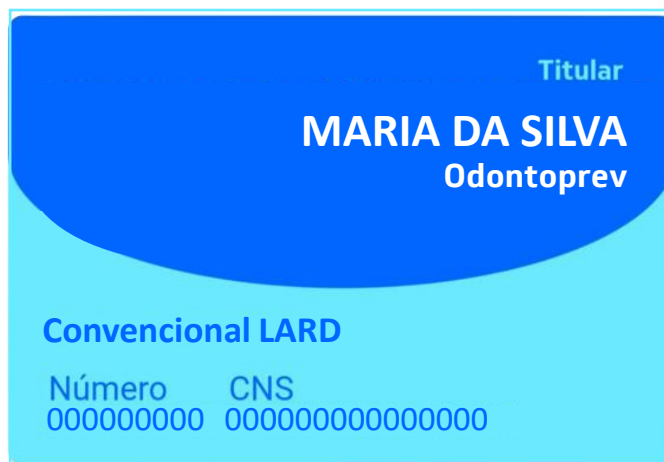 Titular
MARIA DA SILVA
Odontoprev
Convencional LARD
Número CNS
000000000 000000000000000